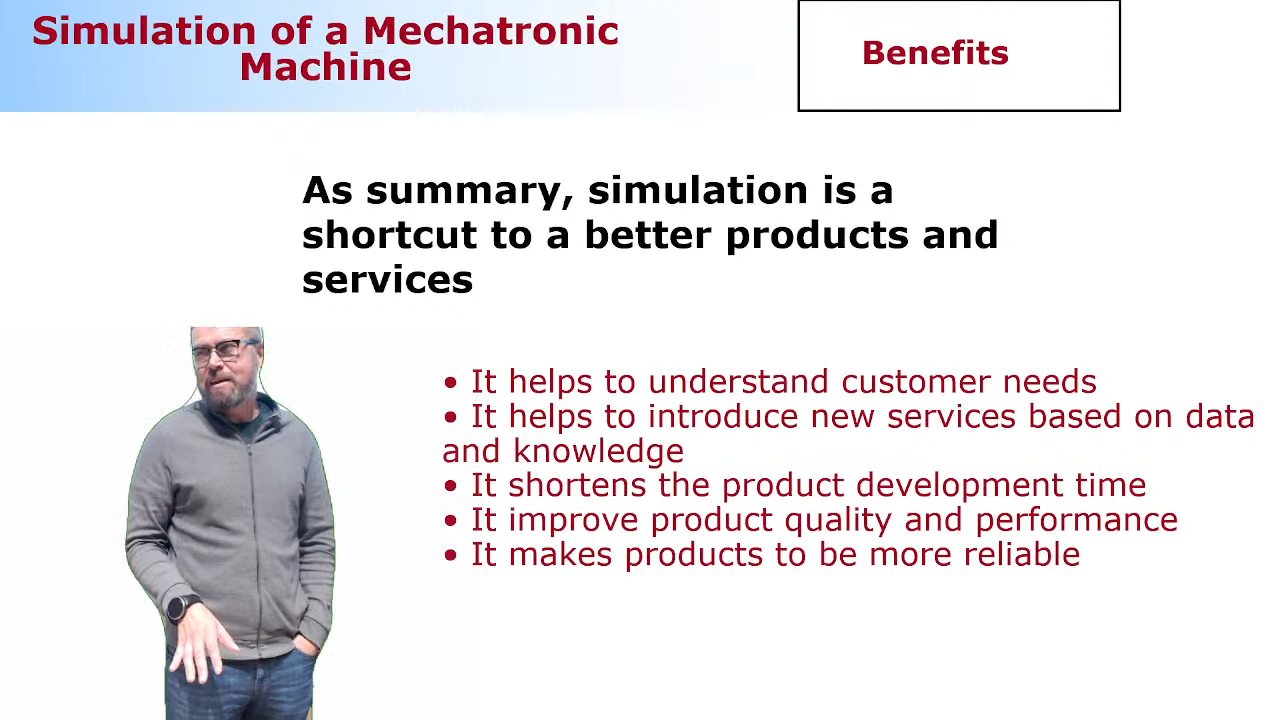 Simulation of a Mechatronic
Machine
Benefits
As summary, simulation is a
shortcut to a better products and
services
• It helps to understand customer needs
• It helps to introduce new services based on data
and knowledge
• It shortens the product development time
• It improve product quality and performance
• It makes products to be more reliable